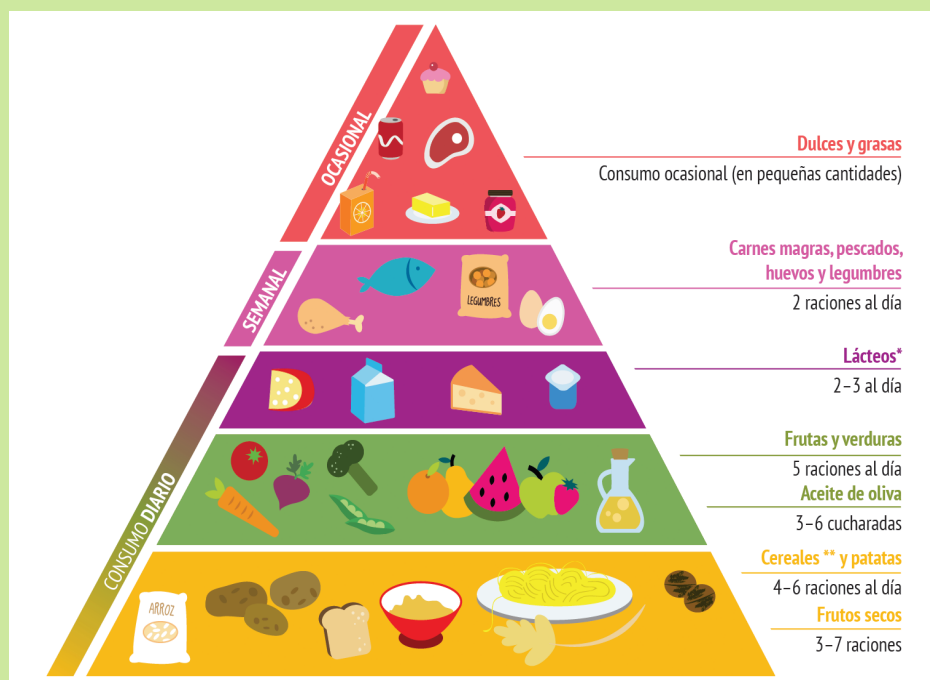 OCASIONAL
Dulces y grasas
Consumo ocasional (en pequeñas cantidades)
SEMANAL
Carnes magras, pescados,
huevos y legumbres
2 raciones al día
LEGUMBRES
Lácteos*
2–3 al día
CONSUMO DIARIO
Frutas y verduras
5 raciones al día
Aceite de oliva
3–6 cucharadas
Cereales ** y patatas
4–6 raciones al día
Frutos secos
3–7 raciones
ARROZ